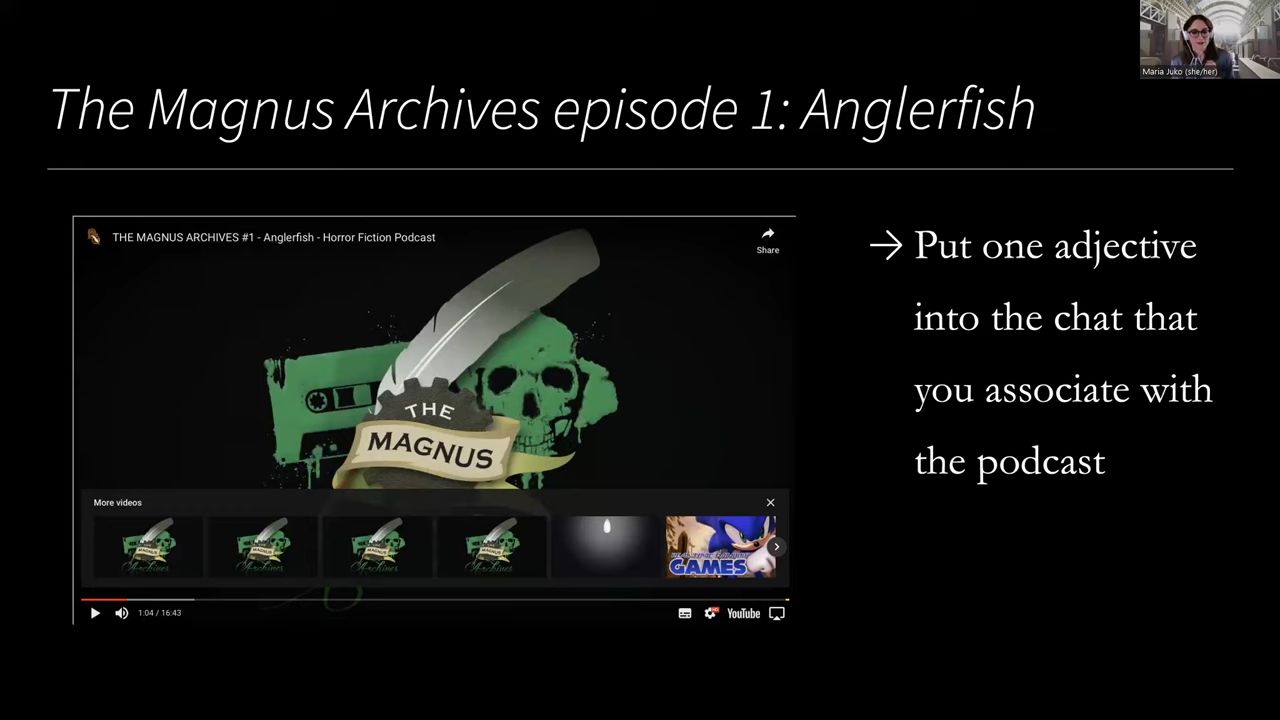 Maria Juko (she/her)
The Magnus Archives episode 1: Anglerfish
THE MAGNUS ARCHIVES #1 - Anglerfish - Horror Fiction Podcast
Share
THE
MAGNUS
More videos
GAMES
1:04 / 16:43
HD
YouTube
→ Put one adjective
into the chat that
you associate with
the podcast